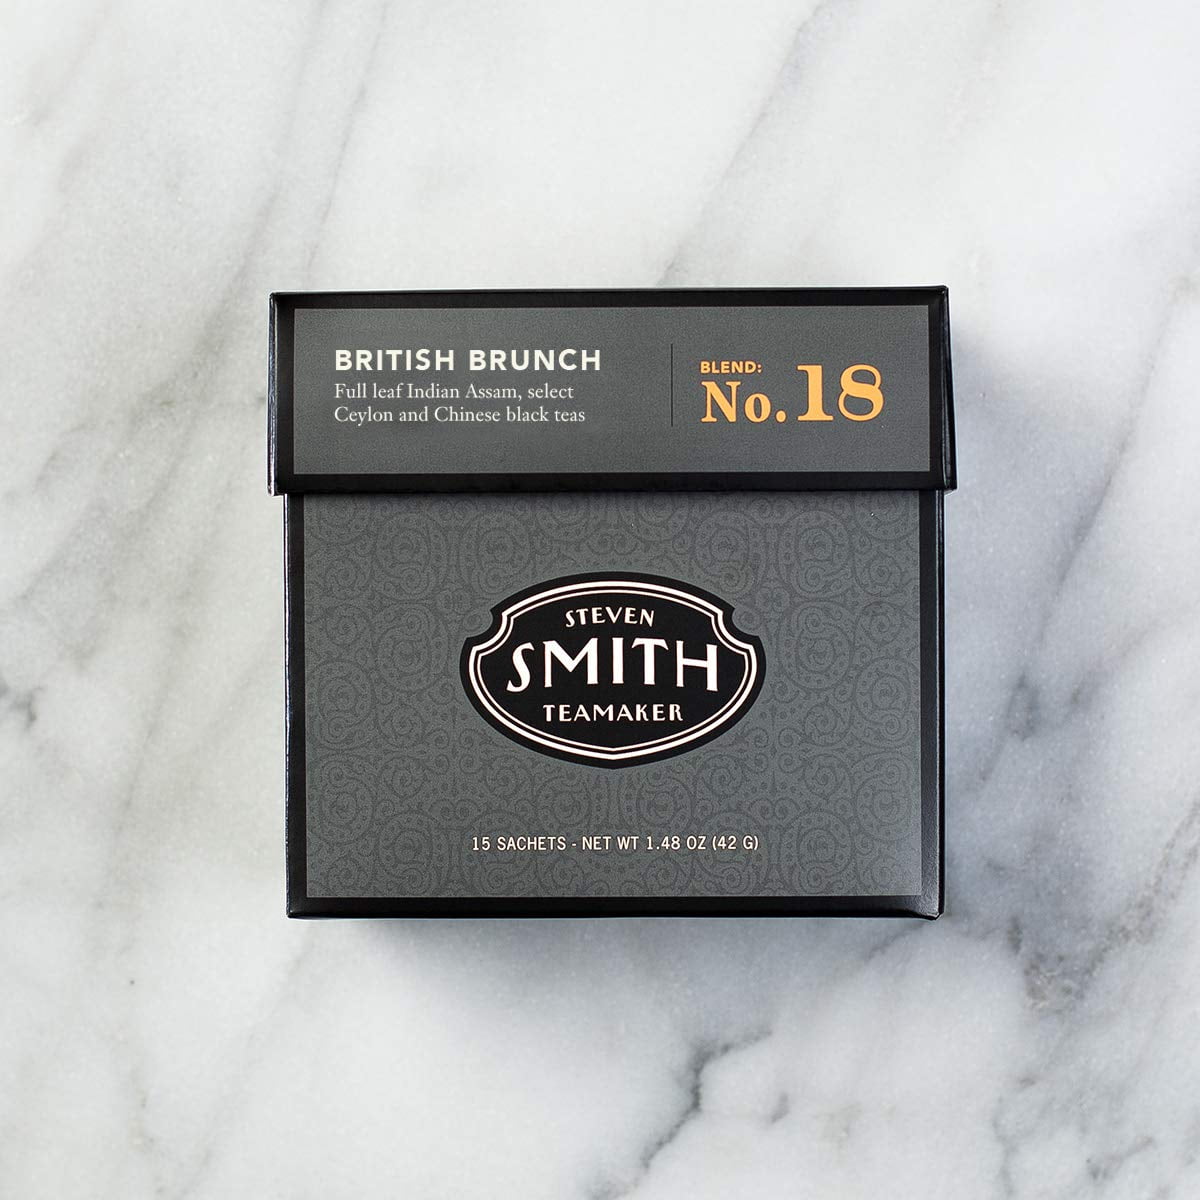 BRITISH BRUNCH
Full leaf Indian Assam, select
Ceylon and Chinese black teas
BLEND:
No. 18
STEVEN
SMITH
TEAMAKER
15 SACHETS - NET WT 1.48 OZ (42 G)